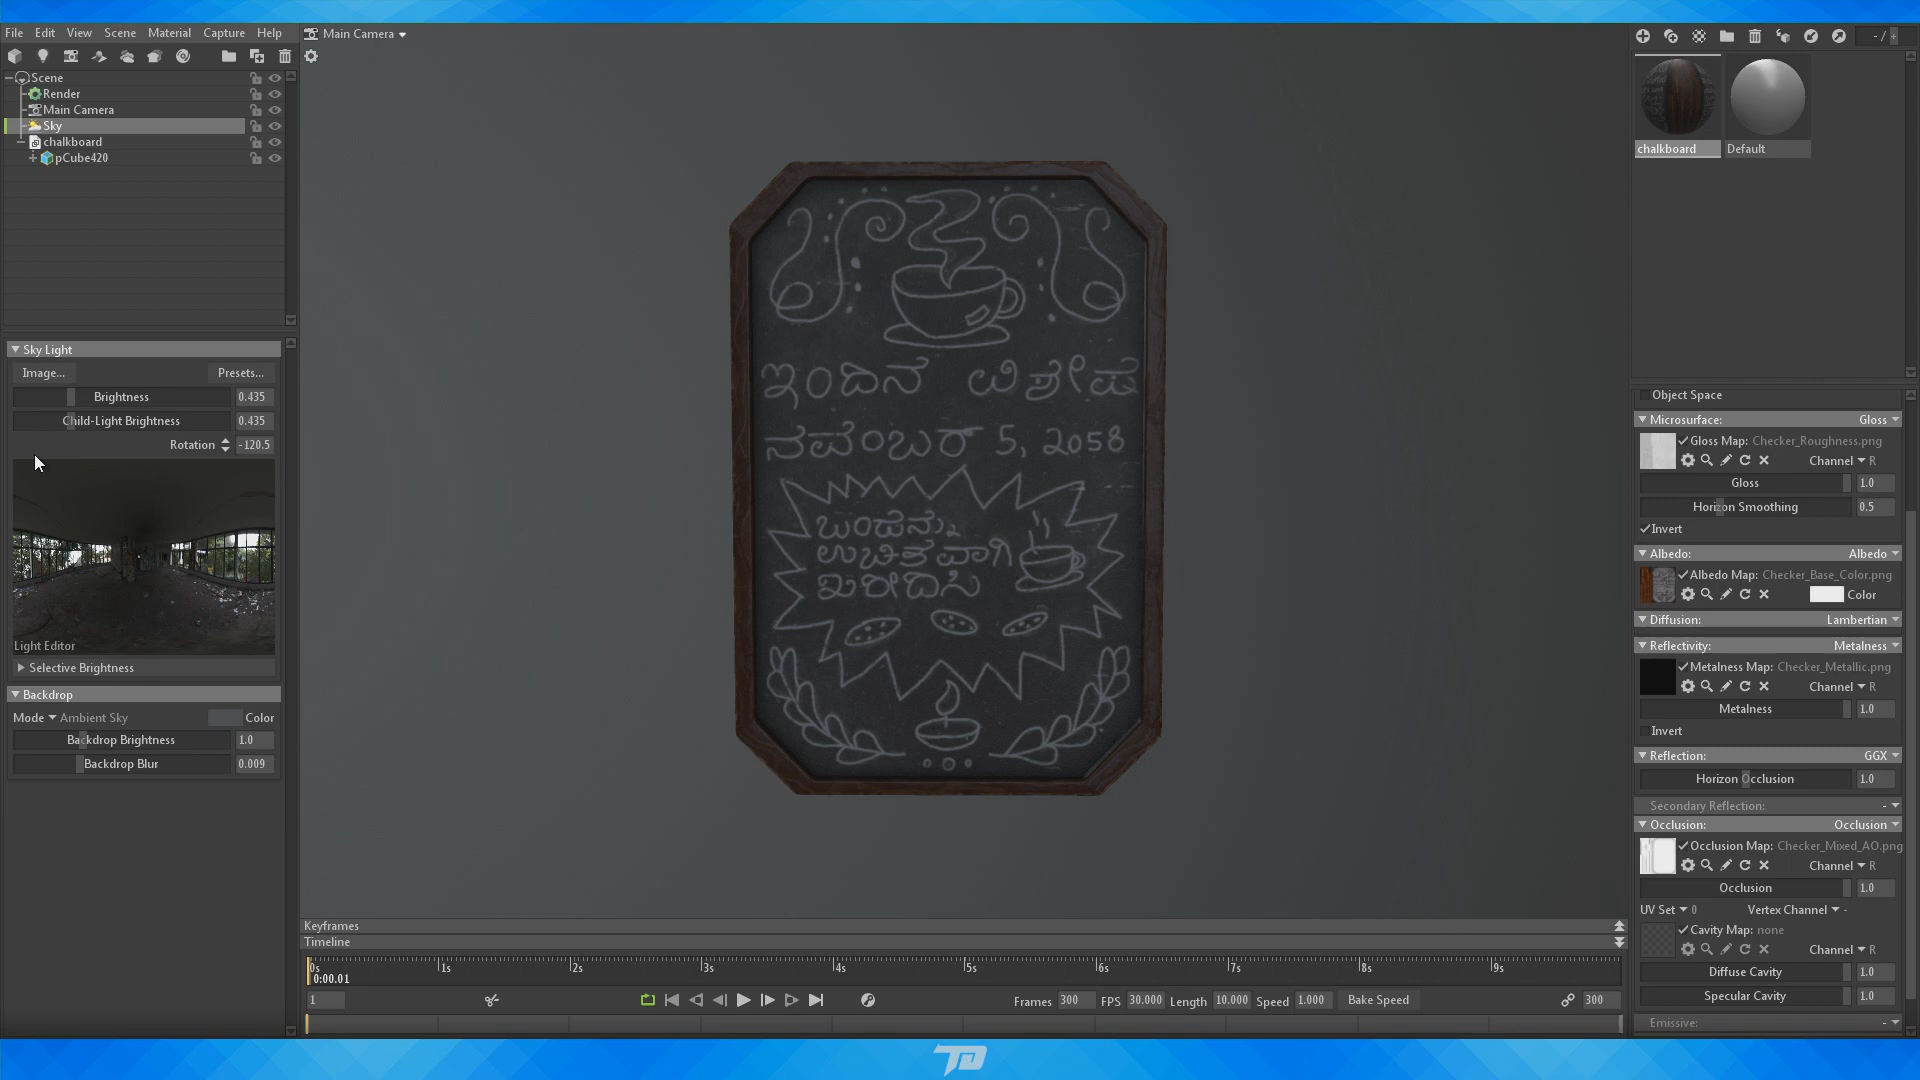 File Edit View Scene Material Capture Help
Scene
Render
Main Camera
Sky
chalkboard
pCube420
Sky Light
Image... Presets...
Brightness 0.435
Child-Light Brightness 0.435
Rotation -120.5
Light Editor
Selective Brightness
Backdrop
Mode Ambient Sky Color
Backdrop Brightness 1.0
Backdrop Blur 0.009
Main Camera
ಇಂದಿನ ವಿಶೇಷ
ನವೆಂಬರ್ 5, 2058
ಒಂದನ್ನು
ಉಚಿತವಾಗಿ
ಖರೀದಿಸಿ
Keyframes
Timeline
0s 1s 2s 3s 4s 5s 6s 7s 8s 9s
0:00.01
1 Frames 300 FPS 30.000 Length 10.000 Speed 1.000 Bake Speed 300
- / +
chalkboard Default
Object Space
Microsurface: Gloss
Gloss Map: Checker_Roughness.png
Channel R
Gloss 1.0
Horizon Smoothing 0.5
Invert
Albedo: Albedo
Albedo Map: Checker_Base_Color.png
Color
Diffusion: Lambertian
Reflectivity: Metalness
Metalness Map: Checker_Metallic.png
Channel R
Metalness 1.0
Invert
Reflection: GGX
Horizon Occlusion 1.0
Secondary Reflection: -
Occlusion: Occlusion
Occlusion Map: Checker_Mixed_AO.png
Channel R
Occlusion 1.0
UV Set 0 Vertex Channel -
Cavity Map: none
Channel R
Diffuse Cavity 1.0
Specular Cavity 1.0
Emissive: -